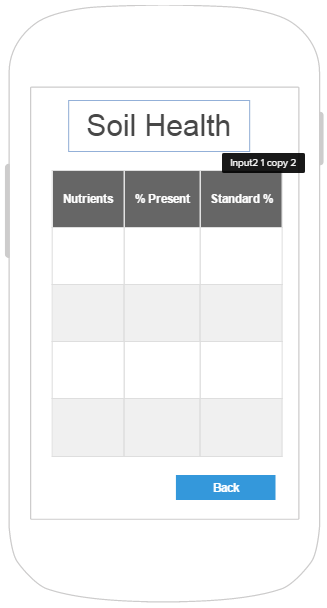 Soil Health
Input2 1 copy 2
Nutrients % Present Standard %
Back